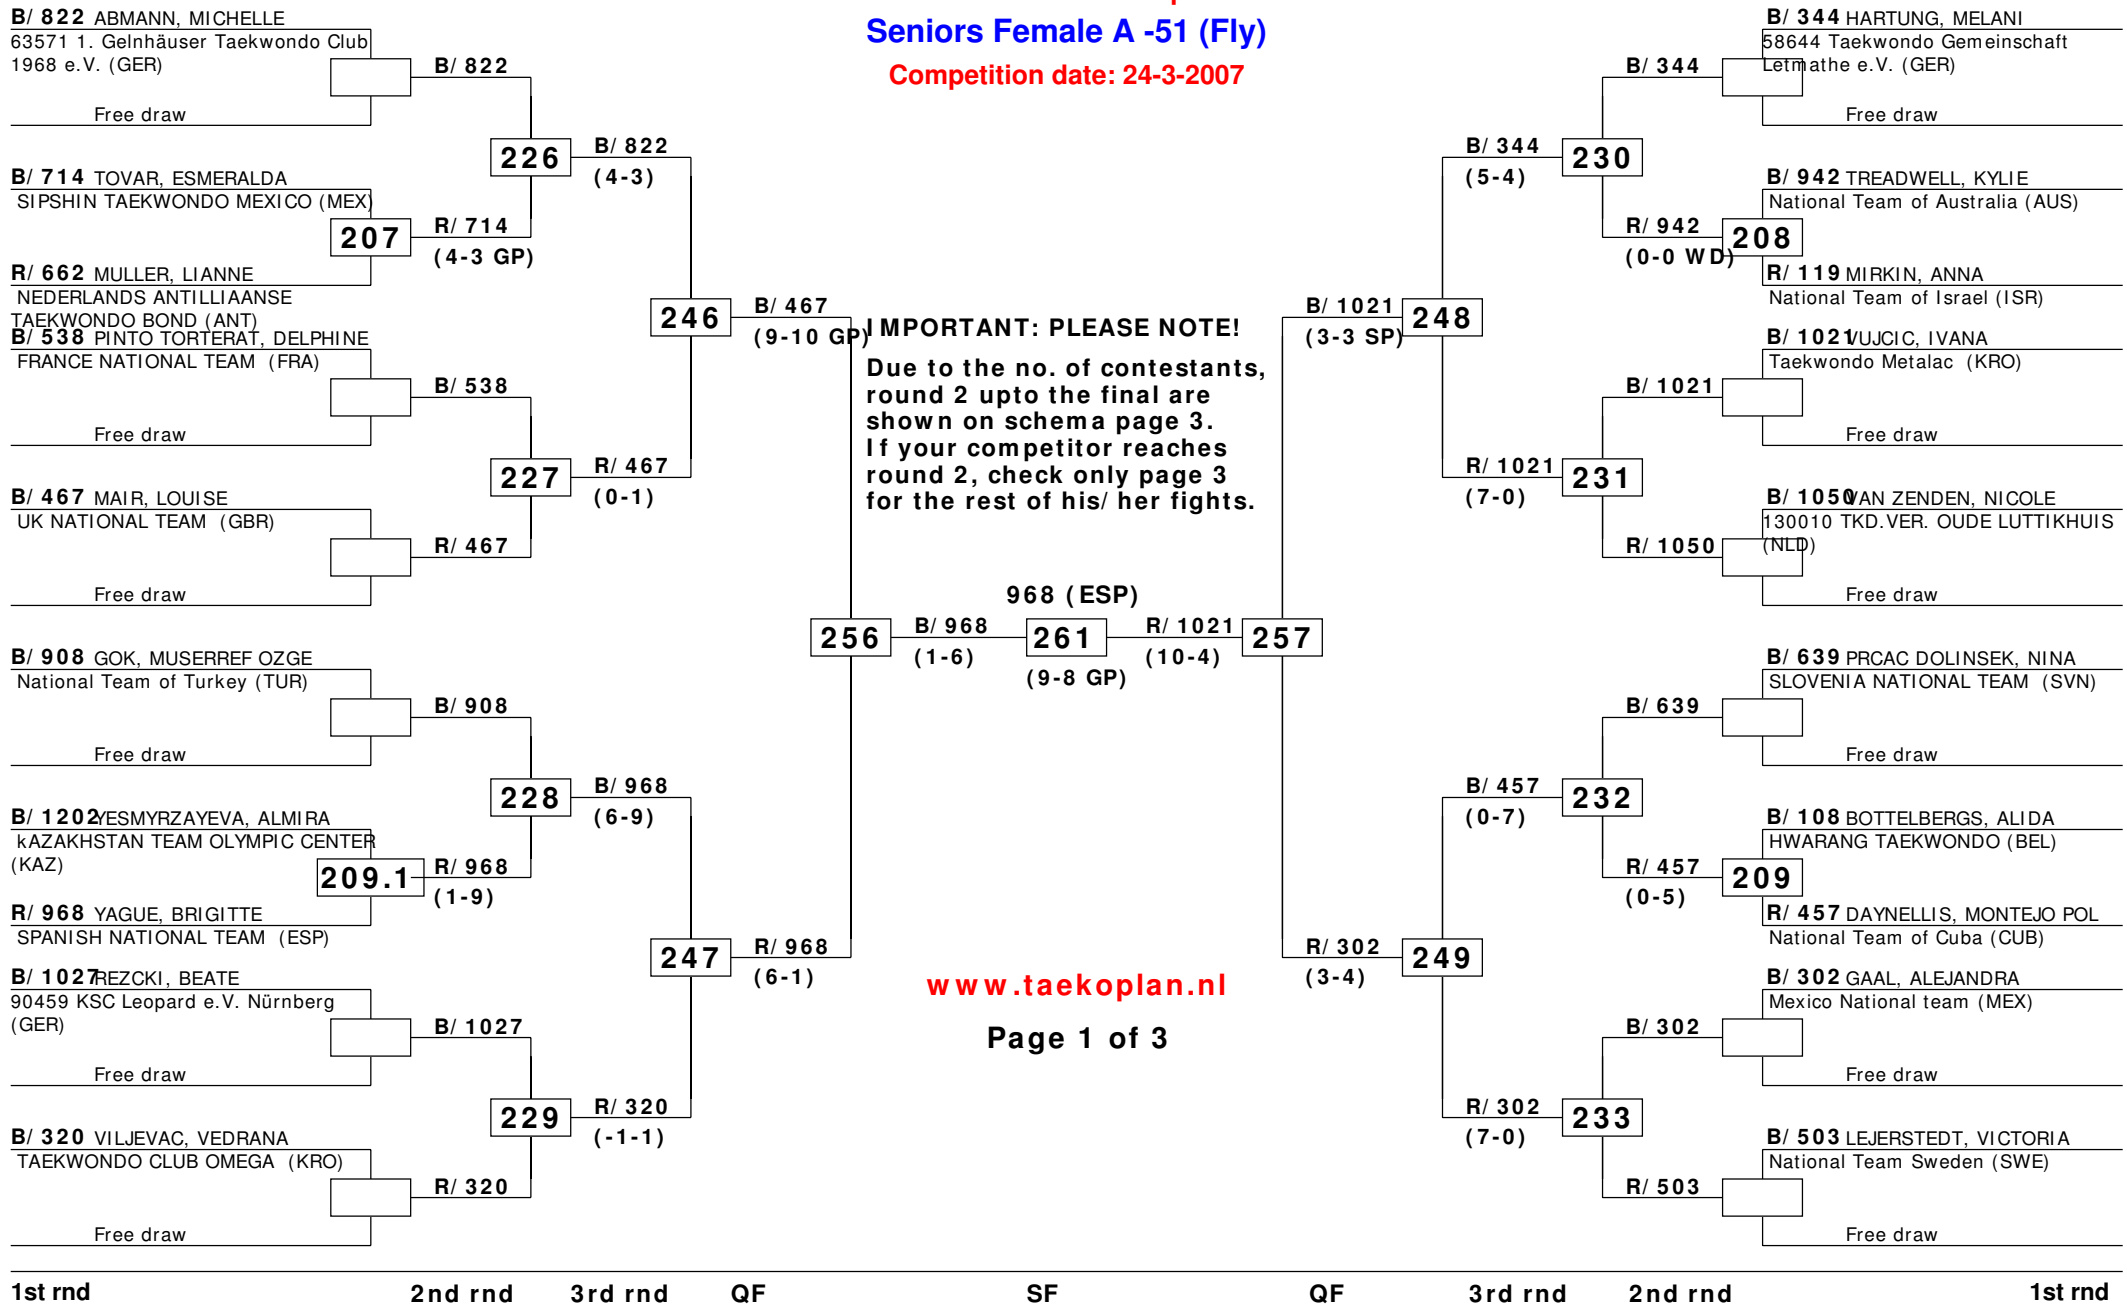 Seniors Female A -51 (Fly)
Competition date: 24-3-2007
B/ 822 ABMANN, MICHELLE
63571 1. Gelnhäuser Taekwondo Club
1968 e.V. (GER)
B/ 822
Free draw
226
B/ 822
(4-3)
B/ 714 TOVAR, ESMERALDA
SIPSHIN TAEKWONDO MEXICO (MEX)
207
R/ 714
(4-3 GP)
R/ 662 MULLER, LIANNE
NEDERLANDS ANTILLIAANSE
TAEKWONDO BOND (ANT)
246
B/ 467
(9-10 GP)
B/ 538 PINTO TORTERAT, DELPHINE
FRANCE NATIONAL TEAM (FRA)
B/ 538
Free draw
227
R/ 467
(0-1)
B/ 467 MAIR, LOUISE
UK NATIONAL TEAM (GBR)
R/ 467
Free draw
256
B/ 968
(1-6)
B/ 908 GOK, MUSERREF OZGE
National Team of Turkey (TUR)
B/ 908
Free draw
228
B/ 968
(6-9)
B/ 1202 YESMYRZAYEVA, ALMIRA
kAZAKHSTAN TEAM OLYMPIC CENTER
(KAZ)
209.1
R/ 968
(1-9)
R/ 968 YAGUE, BRIGITTE
SPANISH NATIONAL TEAM (ESP)
247
R/ 968
(6-1)
B/ 1027 REZCKI, BEATE
90459 KSC Leopard e.V. Nürnberg
(GER)
B/ 1027
Free draw
229
R/ 320
(-1-1)
B/ 320 VILJEVAC, VEDRANA
TAEKWONDO CLUB OMEGA (KRO)
R/ 320
Free draw
IMPORTANT: PLEASE NOTE!
Due to the no. of contestants,
round 2 upto the final are
shown on schema page 3.
If your competitor reaches
round 2, check only page 3
for the rest of his/ her fights.
968 (ESP)
261
(9-8 GP)
www.taekoplan.nl
Page 1 of 3
B/ 344 HARTUNG, MELANI
58644 Taekwondo Gemeinschaft
Letmathe e.V. (GER)
B/ 344
Free draw
B/ 344
(5-4)
230
B/ 942 TREADWELL, KYLIE
National Team of Australia (AUS)
R/ 942
(0-0 WD)
208
R/ 119 MIRKIN, ANNA
National Team of Israel (ISR)
B/ 1021
(3-3 SP)
248
B/ 1021 VUJCIC, IVANA
Taekwondo Metalac (KRO)
B/ 1021
Free draw
R/ 1021
(7-0)
231
B/ 1050 VAN ZENDEN, NICOLE
130010 TKD.VER. OUDE LUTTIKHUIS
(NLD)
R/ 1050
Free draw
R/ 1021
(10-4)
257
B/ 639 PRCAC DOLINSEK, NINA
SLOVENIA NATIONAL TEAM (SVN)
B/ 639
Free draw
B/ 457
(0-7)
232
B/ 108 BOTTELBERGS, ALIDA
HWARANG TAEKWONDO (BEL)
R/ 457
(0-5)
209
R/ 457 DAYNELLIS, MONTEJO POL
National Team of Cuba (CUB)
R/ 302
(3-4)
249
B/ 302 GAAL, ALEJANDRA
Mexico National team (MEX)
B/ 302
Free draw
R/ 302
(7-0)
233
B/ 503 LEJERSTEDT, VICTORIA
National Team Sweden (SWE)
R/ 503
Free draw
1st rnd 2nd rnd 3rd rnd QF SF QF 3rd rnd 2nd rnd 1st rnd